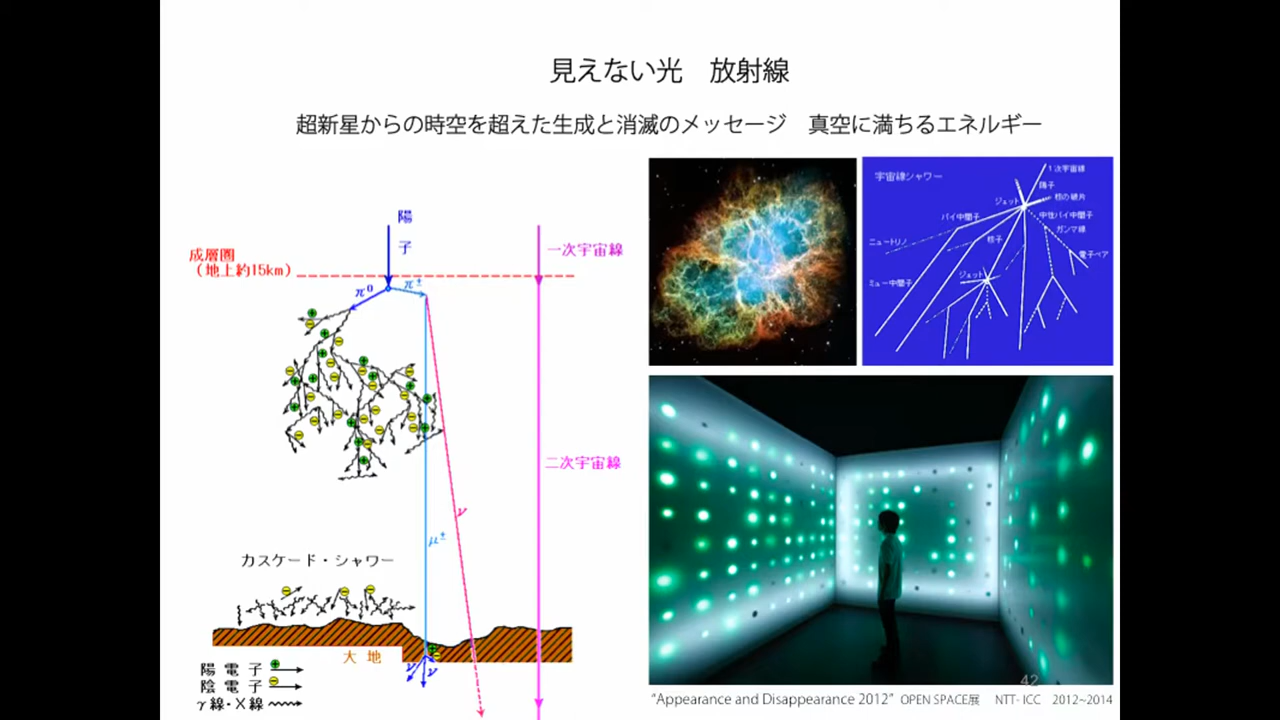 見えない光　放射線
超新星からの時空を超えた生成と消滅のメッセージ　真空に満ちるエネルギー
陽
子
成層圏
（地上約15km）
π⁰
π±
一次宇宙線
二次宇宙線
ν
μ±
カスケード・シャワー
大 地
ν
ν
陽 電 子
陰 電 子
γ線・X 線
宇宙線シャワー
1次宇宙線
陽子
ジェット
核の破片
パイ中間子
中性パイ中間子
ガンマ線
ニュートリノ
核子
電子ペア
ジェット
ミュー中間子
42
“Appearance and Disappearance 2012” OPEN SPACE展　NTT- ICC　2012~2014